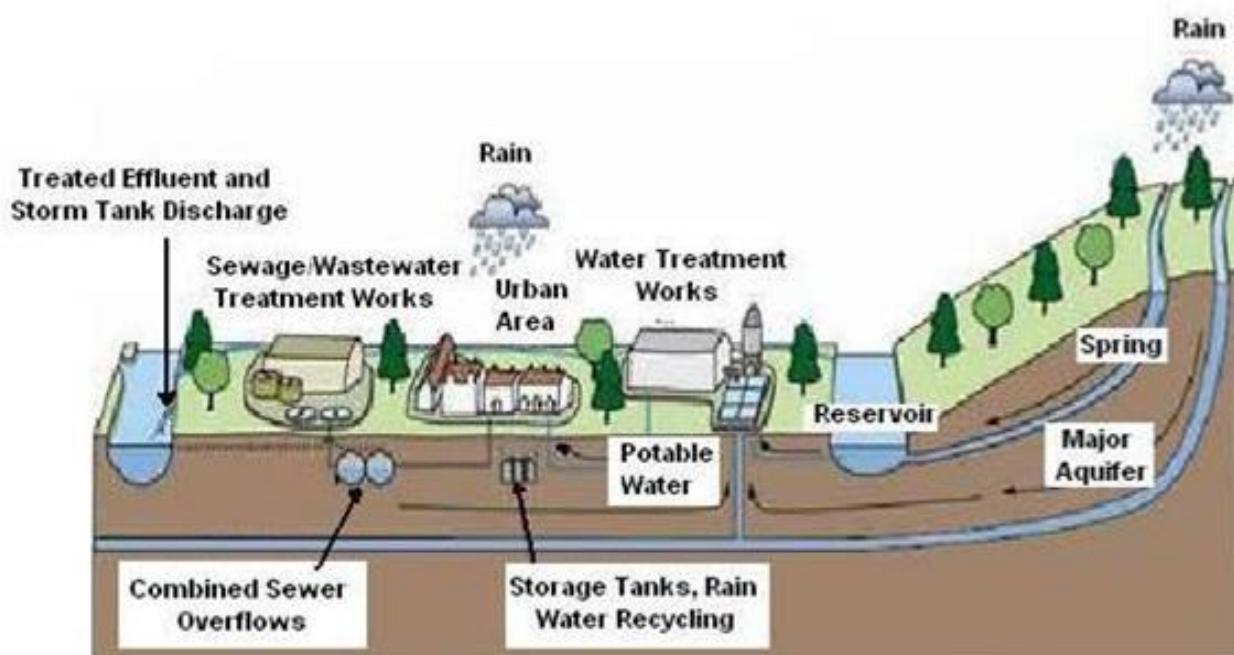 Rain
Rain
Treated Effluent and
Storm Tank Discharge
Sewage/Wastewater
Treatment Works
Urban
Area
Water Treatment
Works
Spring
Reservoir
Major
Aquifer
Potable
Water
Combined Sewer
Overflows
Storage Tanks, Rain
Water Recycling